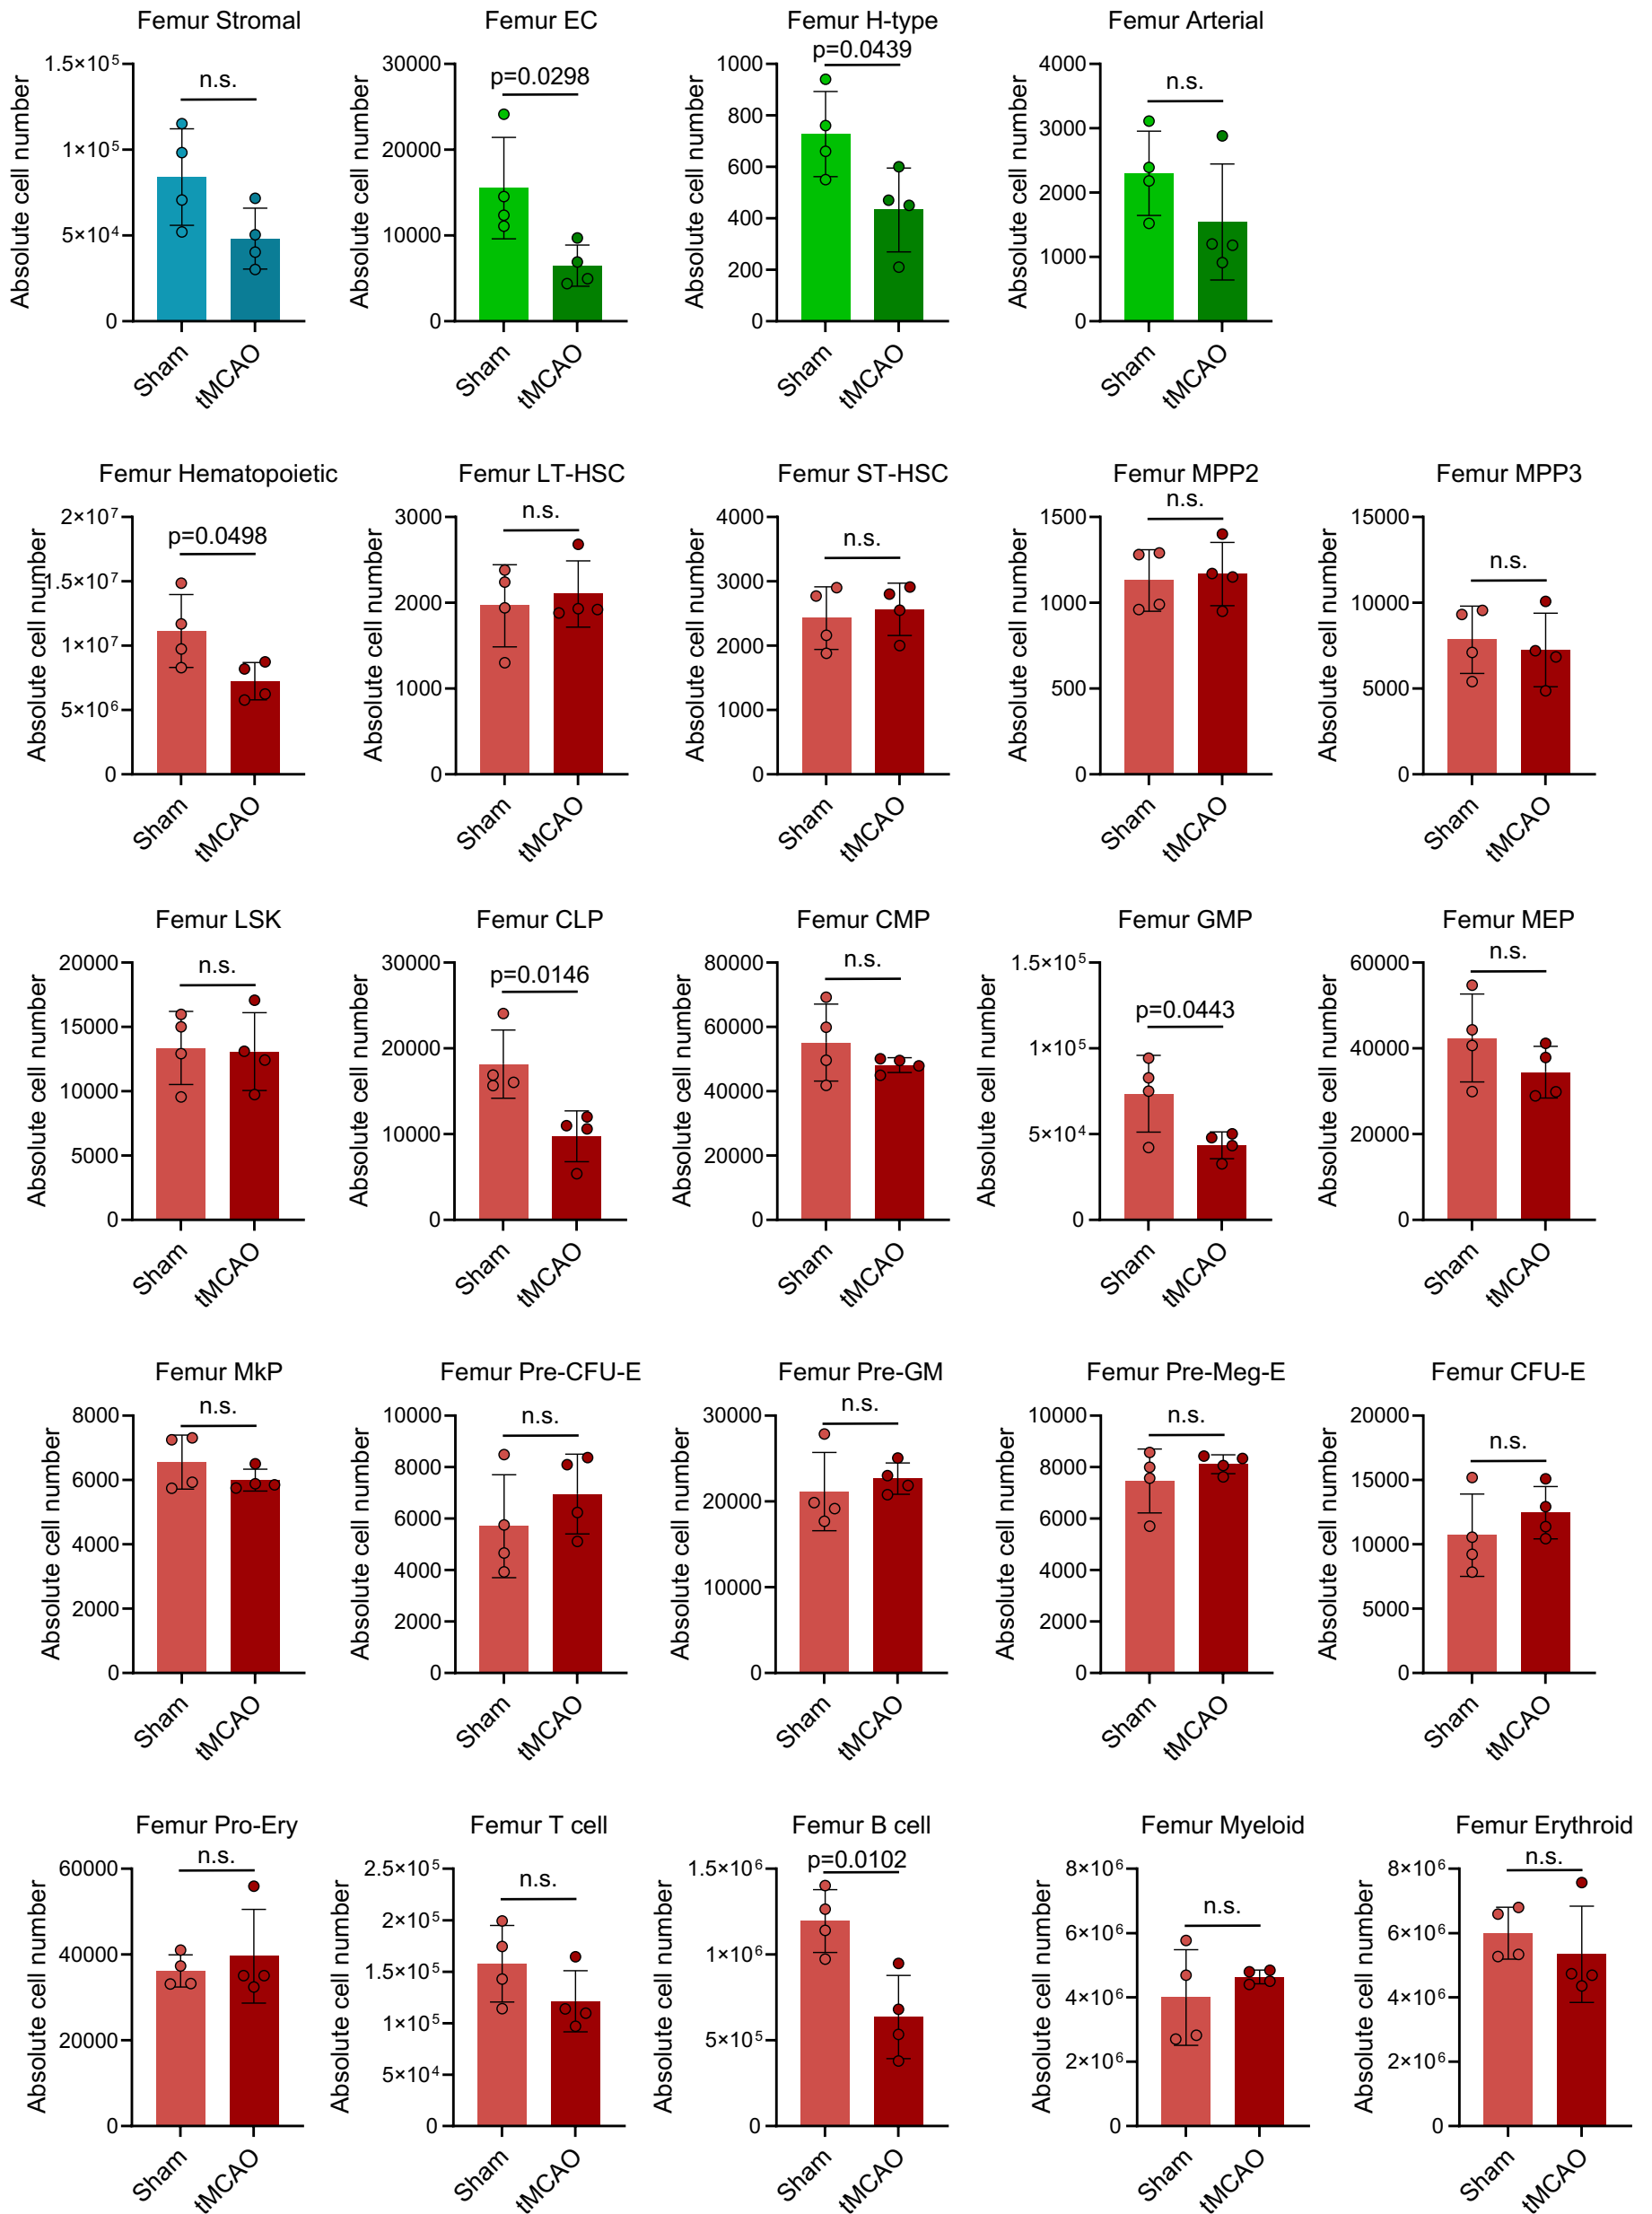 Femur Stromal
Absolute cell number
1.5×10⁵
1×10⁵
5×10⁴
0
n.s.
Sham
tMCAO
Femur EC
Absolute cell number
30000
20000
10000
0
p=0.0298
Sham
tMCAO
Femur H-type
Absolute cell number
1000
800
600
400
200
0
p=0.0439
Sham
tMCAO
Femur Arterial
Absolute cell number
4000
3000
2000
1000
0
n.s.
Sham
tMCAO
Femur Hematopoietic
Absolute cell number
2×10⁷
1.5×10⁷
1×10⁷
5×10⁶
0
p=0.0498
Sham
tMCAO
Femur LT-HSC
Absolute cell number
3000
2000
1000
0
n.s.
Sham
tMCAO
Femur ST-HSC
Absolute cell number
4000
3000
2000
1000
0
n.s.
Sham
tMCAO
Femur MPP2
Absolute cell number
1500
1000
500
0
n.s.
Sham
tMCAO
Femur MPP3
Absolute cell number
15000
10000
5000
0
n.s.
Sham
tMCAO
Femur LSK
Absolute cell number
20000
15000
10000
5000
0
n.s.
Sham
tMCAO
Femur CLP
Absolute cell number
30000
20000
10000
0
p=0.0146
Sham
tMCAO
Femur CMP
Absolute cell number
80000
60000
40000
20000
0
n.s.
Sham
tMCAO
Femur GMP
Absolute cell number
1.5×10⁵
1×10⁵
5×10⁴
0
p=0.0443
Sham
tMCAO
Femur MEP
Absolute cell number
60000
40000
20000
0
n.s.
Sham
tMCAO
Femur MkP
Absolute cell number
8000
6000
4000
2000
0
n.s.
Sham
tMCAO
Femur Pre-CFU-E
Absolute cell number
10000
8000
6000
4000
2000
0
n.s.
Sham
tMCAO
Femur Pre-GM
Absolute cell number
30000
20000
10000
0
n.s.
Sham
tMCAO
Femur Pre-Meg-E
Absolute cell number
10000
8000
6000
4000
2000
0
n.s.
Sham
tMCAO
Femur CFU-E
Absolute cell number
20000
15000
10000
5000
0
n.s.
Sham
tMCAO
Femur Pro-Ery
Absolute cell number
60000
40000
20000
0
n.s.
Sham
tMCAO
Femur T cell
Absolute cell number
2.5×10⁵
2×10⁵
1.5×10⁵
1×10⁵
5×10⁴
0
n.s.
Sham
tMCAO
Femur B cell
Absolute cell number
1.5×10⁶
1×10⁶
5×10⁵
0
p=0.0102
Sham
tMCAO
Femur Myeloid
Absolute cell number
8×10⁶
6×10⁶
4×10⁶
2×10⁶
0
n.s.
Sham
tMCAO
Femur Erythroid
Absolute cell number
8×10⁶
6×10⁶
4×10⁶
2×10⁶
0
n.s.
Sham
tMCAO